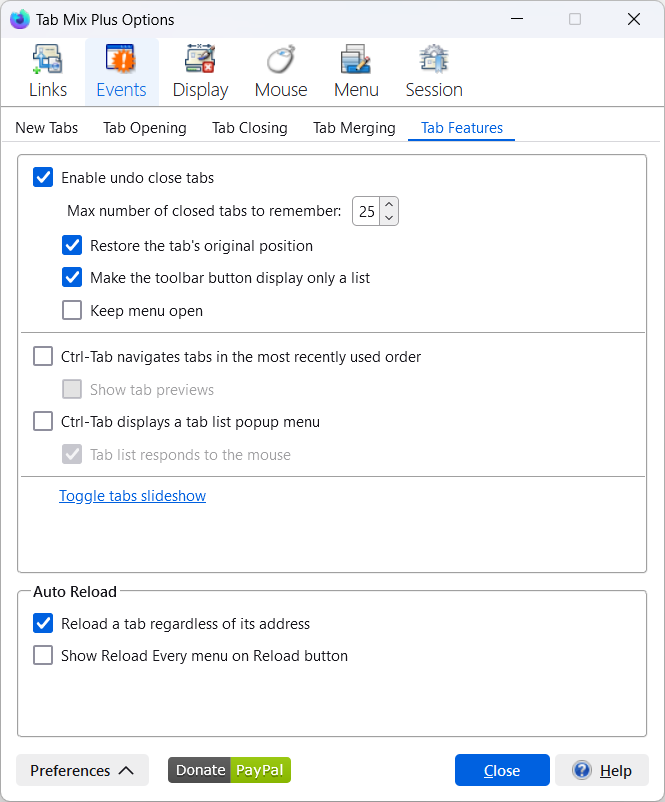 Tab Mix Plus Options
Links Events Display Mouse Menu Session
New Tabs Tab Opening Tab Closing Tab Merging Tab Features
Enable undo close tabs
Max number of closed tabs to remember: 25
Restore the tab's original position
Make the toolbar button display only a list
Keep menu open
Ctrl-Tab navigates tabs in the most recently used order
Show tab previews
Ctrl-Tab displays a tab list popup menu
Tab list responds to the mouse
Toggle tabs slideshow
Auto Reload
Reload a tab regardless of its address
Show Reload Every menu on Reload button
Preferences Donate PayPal Close Help